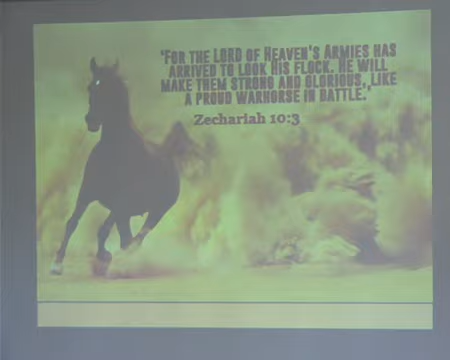 "FOR THE LORD OF HEAVEN'S ARMIES HAS
ARRIVED TO LOOK HIS FLOCK. HE WILL
MAKE THEM STRONG AND GLORIOUS, LIKE
A PROUD WARHORSE IN BATTLE."
Zechariah 10:3